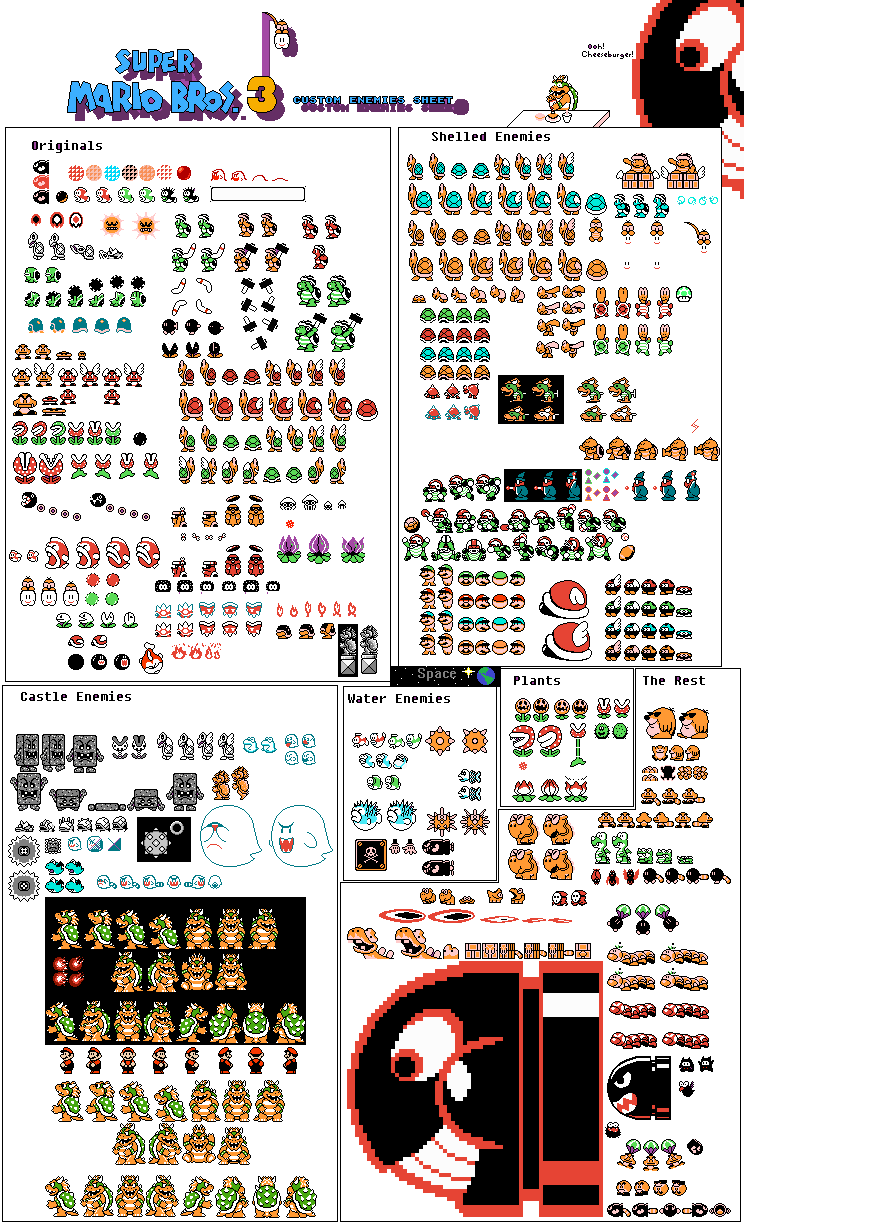 Ooh!
Cheeseburger!
SUPER
MARIO BROS. 3
CUSTOM ENEMIES SHEET
Originals
Shelled Enemies
Space
Castle Enemies
Water Enemies
Plants
The Rest